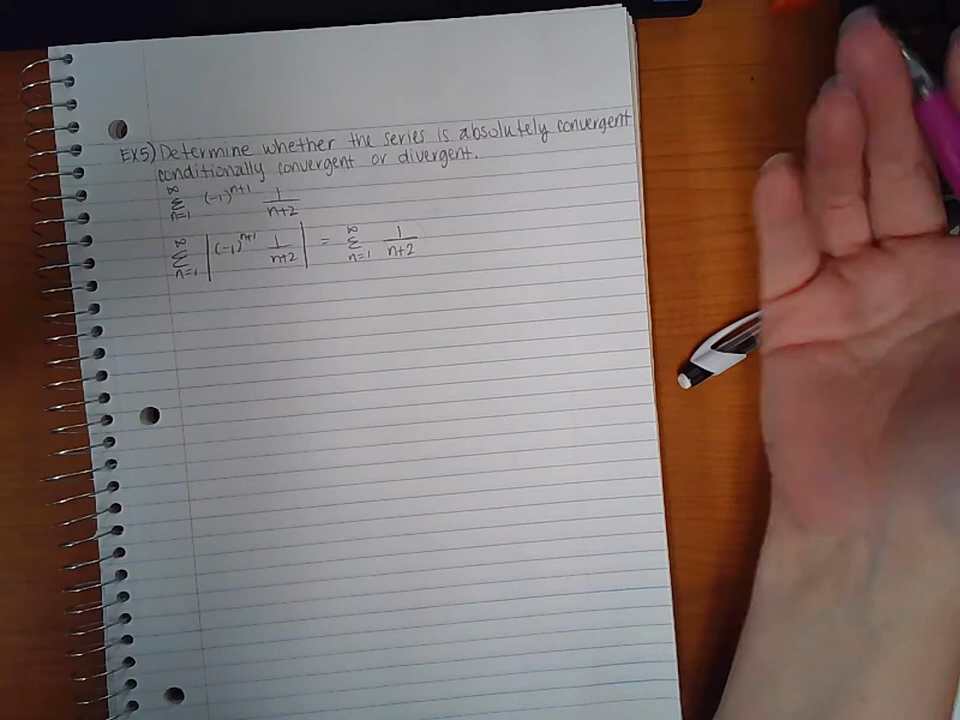 EX5) Determine whether the series is absolutely convergent
conditionally convergent or divergent.
∞ Σ n=1 (-1)^n+1 1/n+2
∞ Σ n=1 |(-1)^n+1 1/n+2| = ∞ Σ n=1 1/n+2